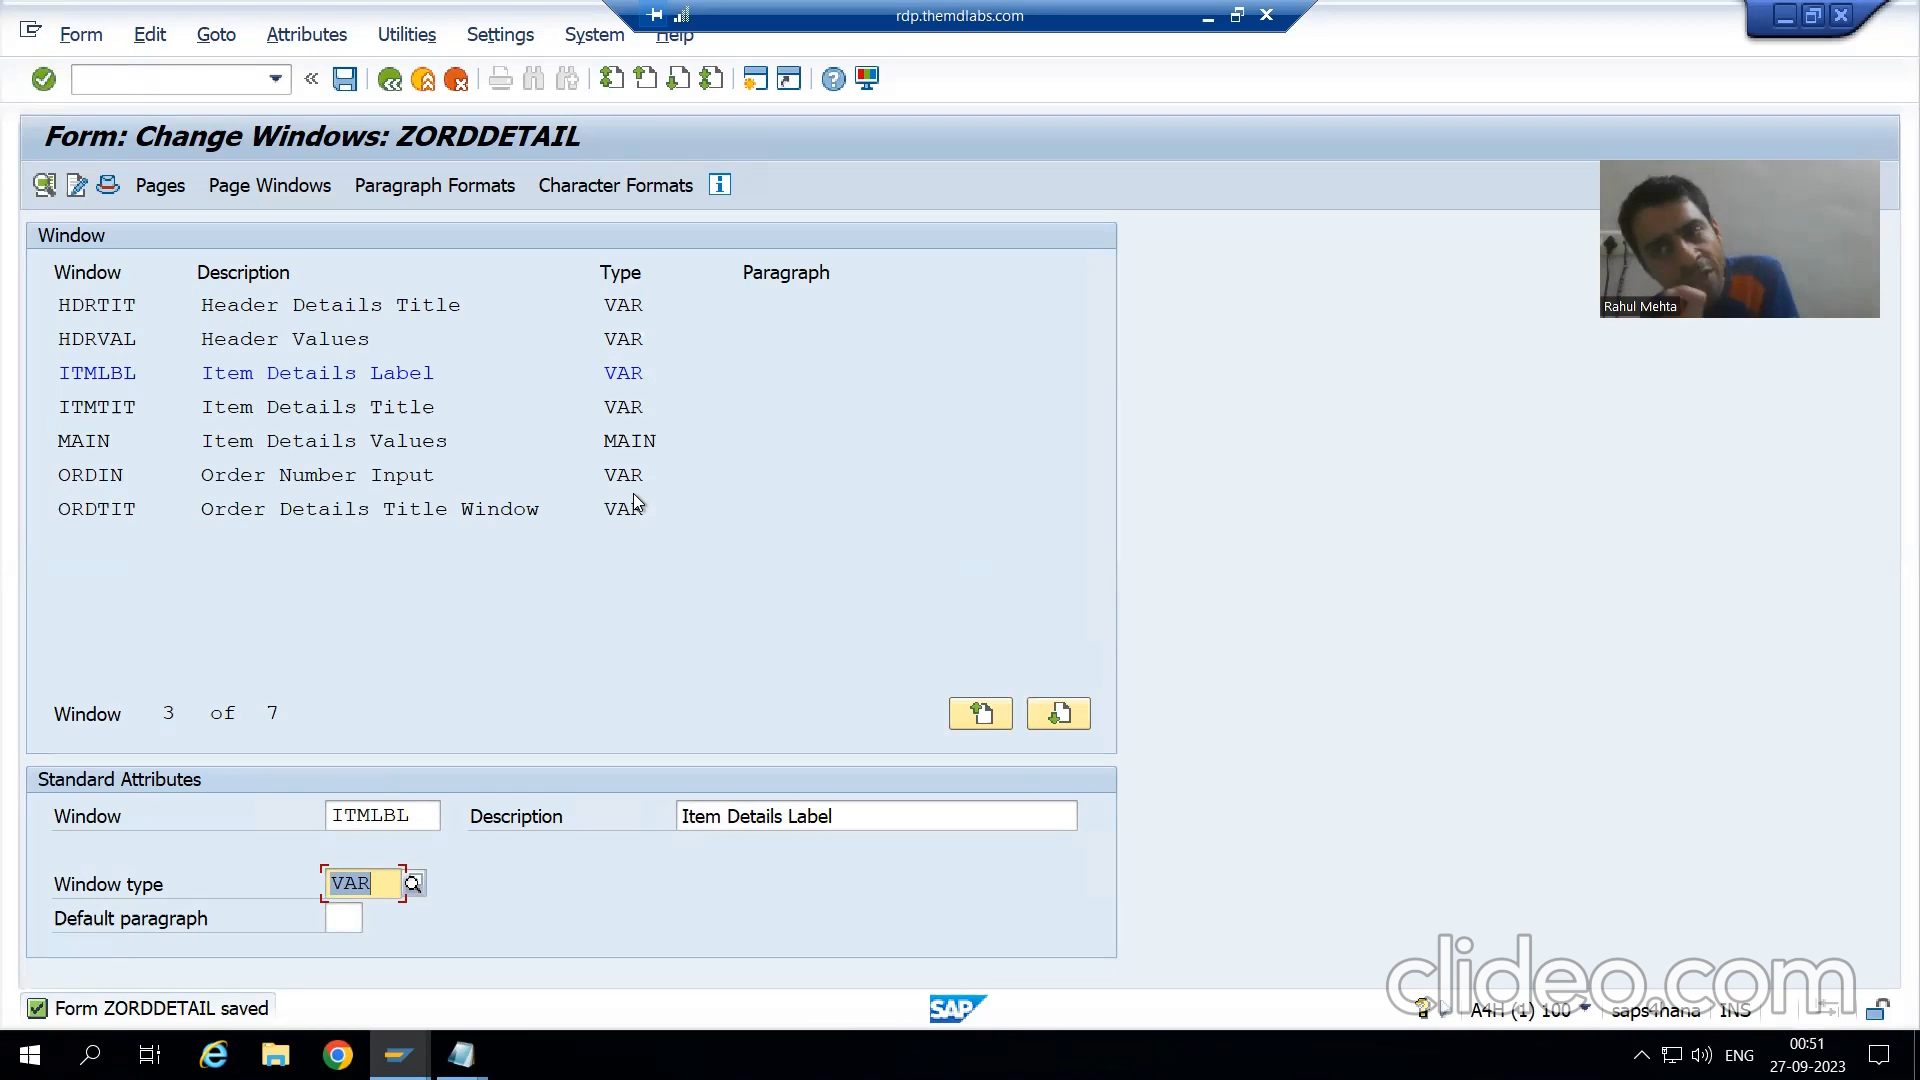 rdp.themdlabs.com
Form Edit Goto Attributes Utilities Settings System Help
Form: Change Windows: ZORDDETAIL
Pages Page Windows Paragraph Formats Character Formats
Window
Window Description Type Paragraph
HDRTIT Header Details Title VAR
HDRVAL Header Values VAR
ITMLBL Item Details Label VAR
ITMTIT Item Details Title VAR
MAIN Item Details Values MAIN
ORDIN Order Number Input VAR
ORDTIT Order Details Title Window VAR
Rahul Mehta
Window 3 of 7
Standard Attributes
Window ITMLBL Description Item Details Label
Window type VAR
Default paragraph
clideo.com
Form ZORDDETAIL saved
SAP
A4H (1) 100 saps4hana INS
ENG
00:51
27-09-2023